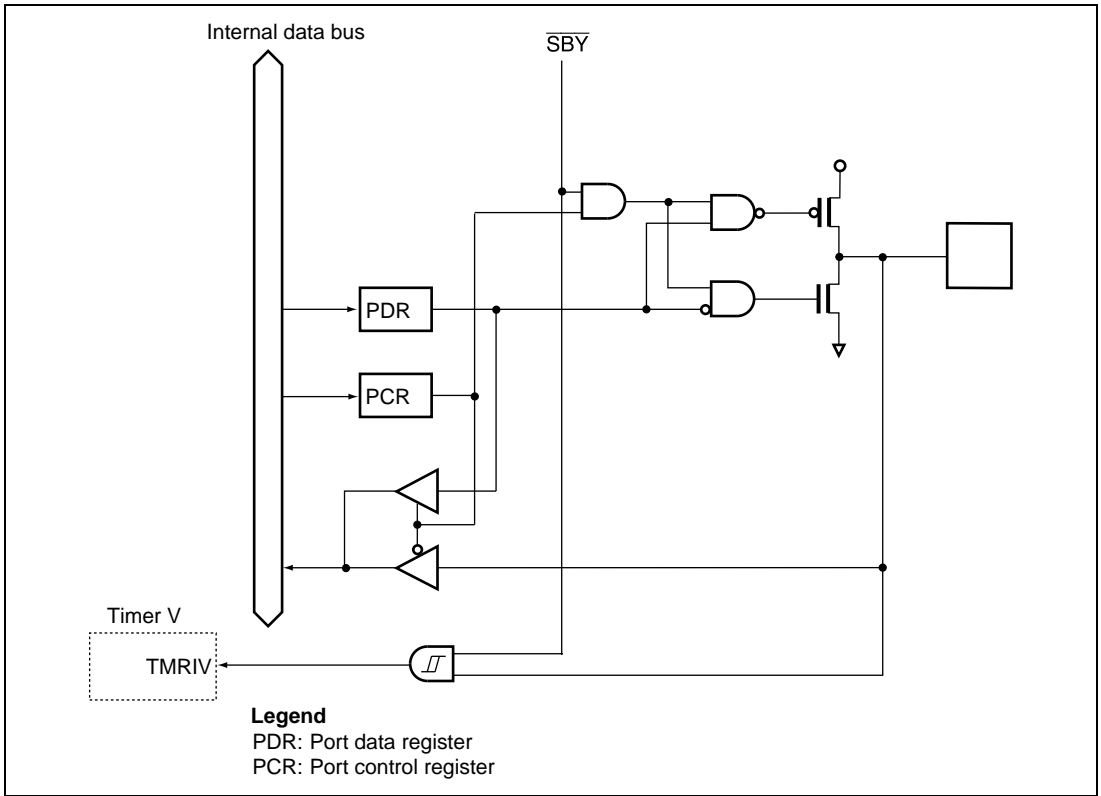 Internal data bus
SBY
PDR
PCR
Timer V
TMRIV
Legend
PDR: Port data register
PCR: Port control register